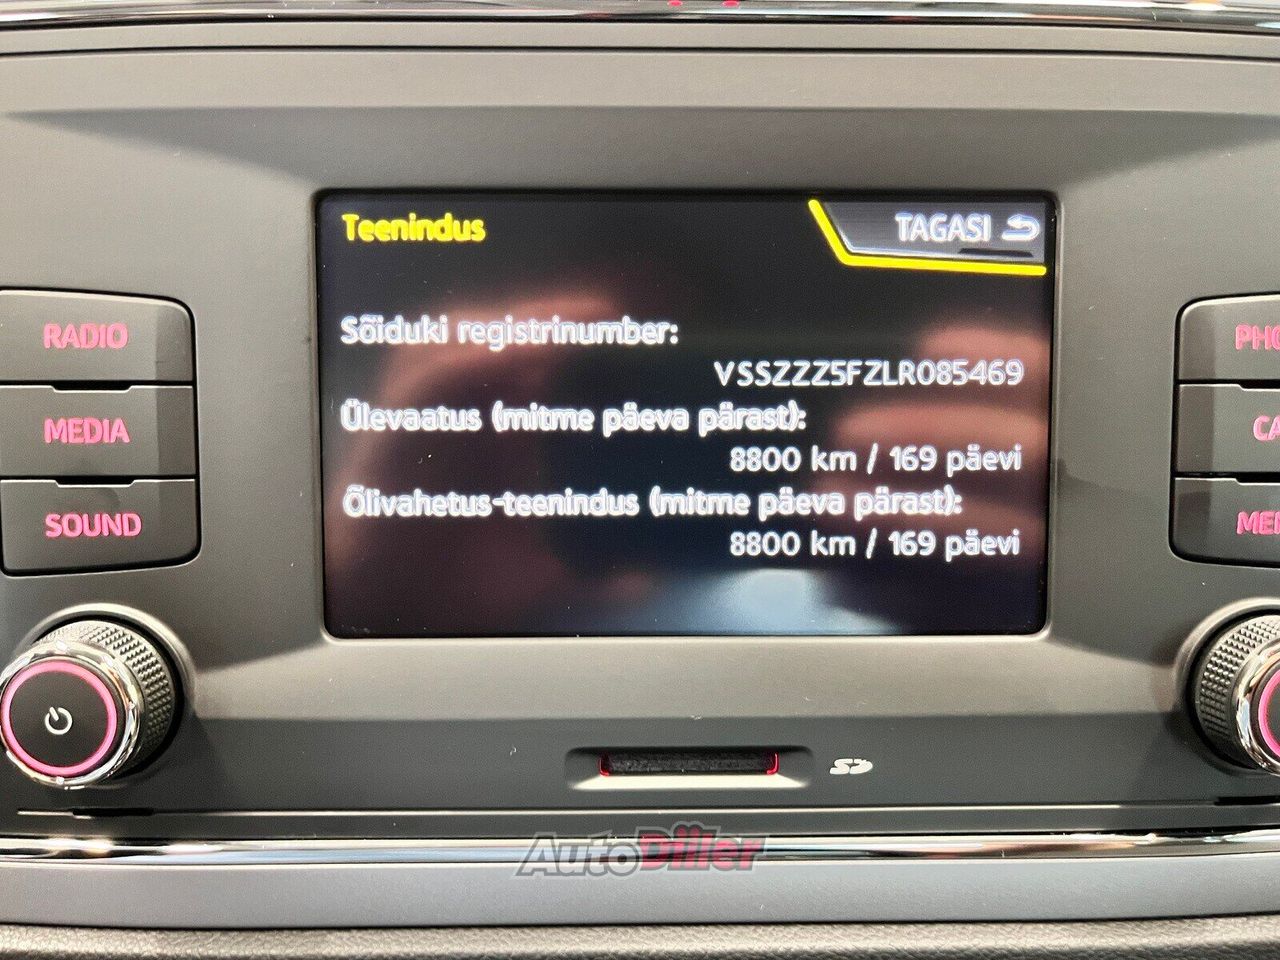 Teenindus
TAGASI
Sõiduki registrinumber:
VSSZZZ5FZLR085469
Ülevaatus (mitme päeva pärast):
8800 km / 169 päevi
Õlivahetus-teenindus (mitme päeva pärast):
8800 km / 169 päevi
RADIO
MEDIA
SOUND
SD
AutoDiller